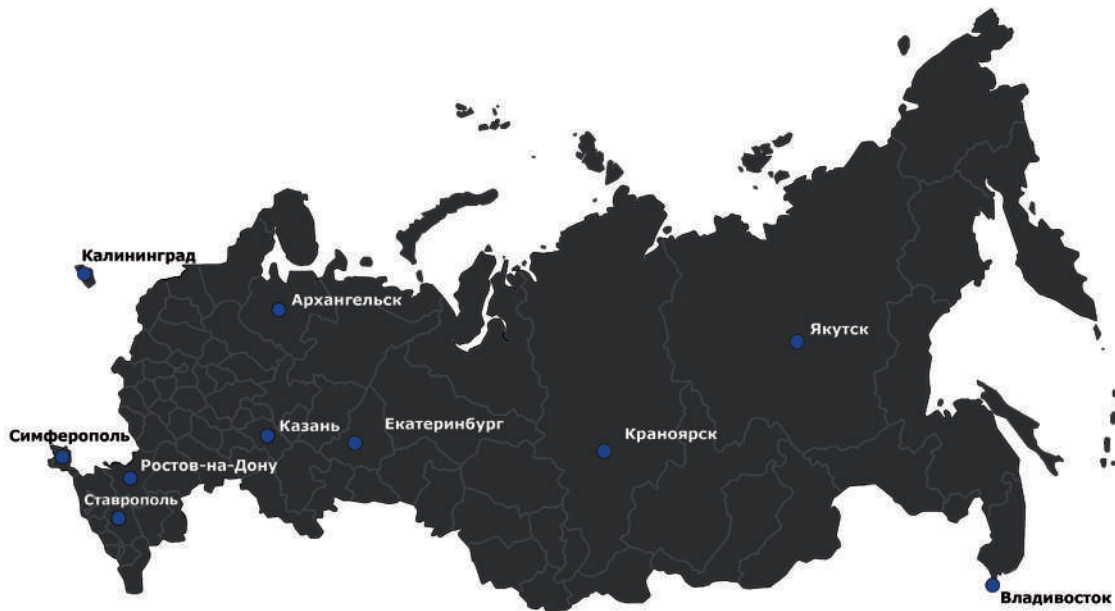 Калининград
Архангельск
Якутск
Казань
Екатеринбург
Краноярск
Симферополь
Ростов-на-Дону
Ставрополь
Владивосток